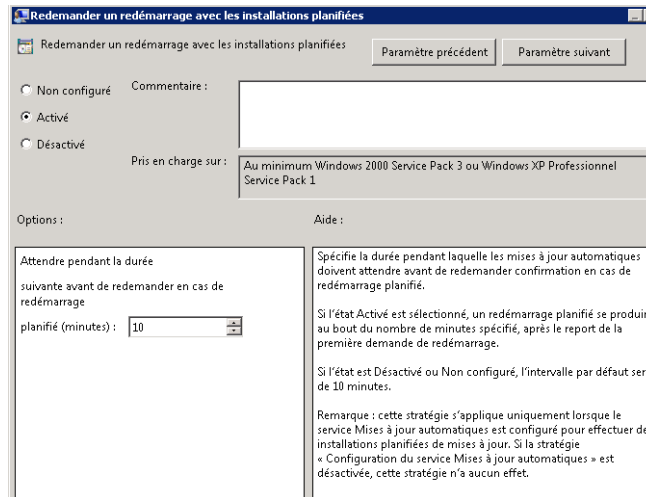 Redemander un redémarrage avec les installations planifiées
Redemander un redémarrage avec les installations planifiées
Paramètre précédent
Paramètre suivant
Non configuré
Commentaire :
Activé
Désactivé
Pris en charge sur :
Au minimum Windows 2000 Service Pack 3 ou Windows XP Professionnel
Service Pack 1
Options :
Aide :
Attendre pendant la durée
suivante avant de redemander en cas de
redémarrage
planifié (minutes) :
10
Spécifie la durée pendant laquelle les mises à jour automatiques
doivent attendre avant de redemander confirmation en cas de
redémarrage planifié.
Si l'état Activé est sélectionné, un redémarrage planifié se produi
au bout du nombre de minutes spécifié, après le report de la
première demande de redémarrage.
Si l'état est Désactivé ou Non configuré, l'intervalle par défaut ser
de 10 minutes.
Remarque : cette stratégie s'applique uniquement lorsque le
service Mises à jour automatiques est configuré pour effectuer de
installations planifiées de mises à jour. Si la stratégie
« Configuration du service Mises à jour automatiques » est
désactivée, cette stratégie n'a aucun effet.